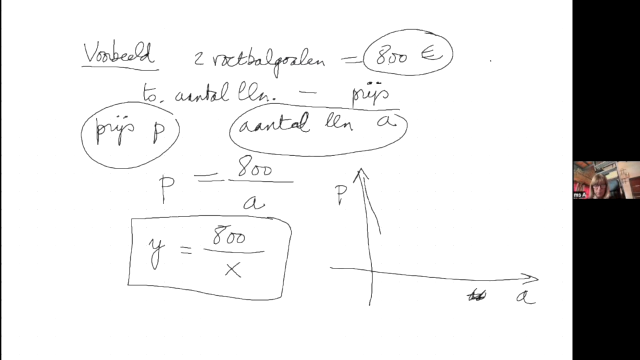 Voorbeeld 2 voetbalgoalen = 800 €
to. aantal lln. - prijs
prijs p aantal lln a
p = 800 / a
y = 800 / x
p
a